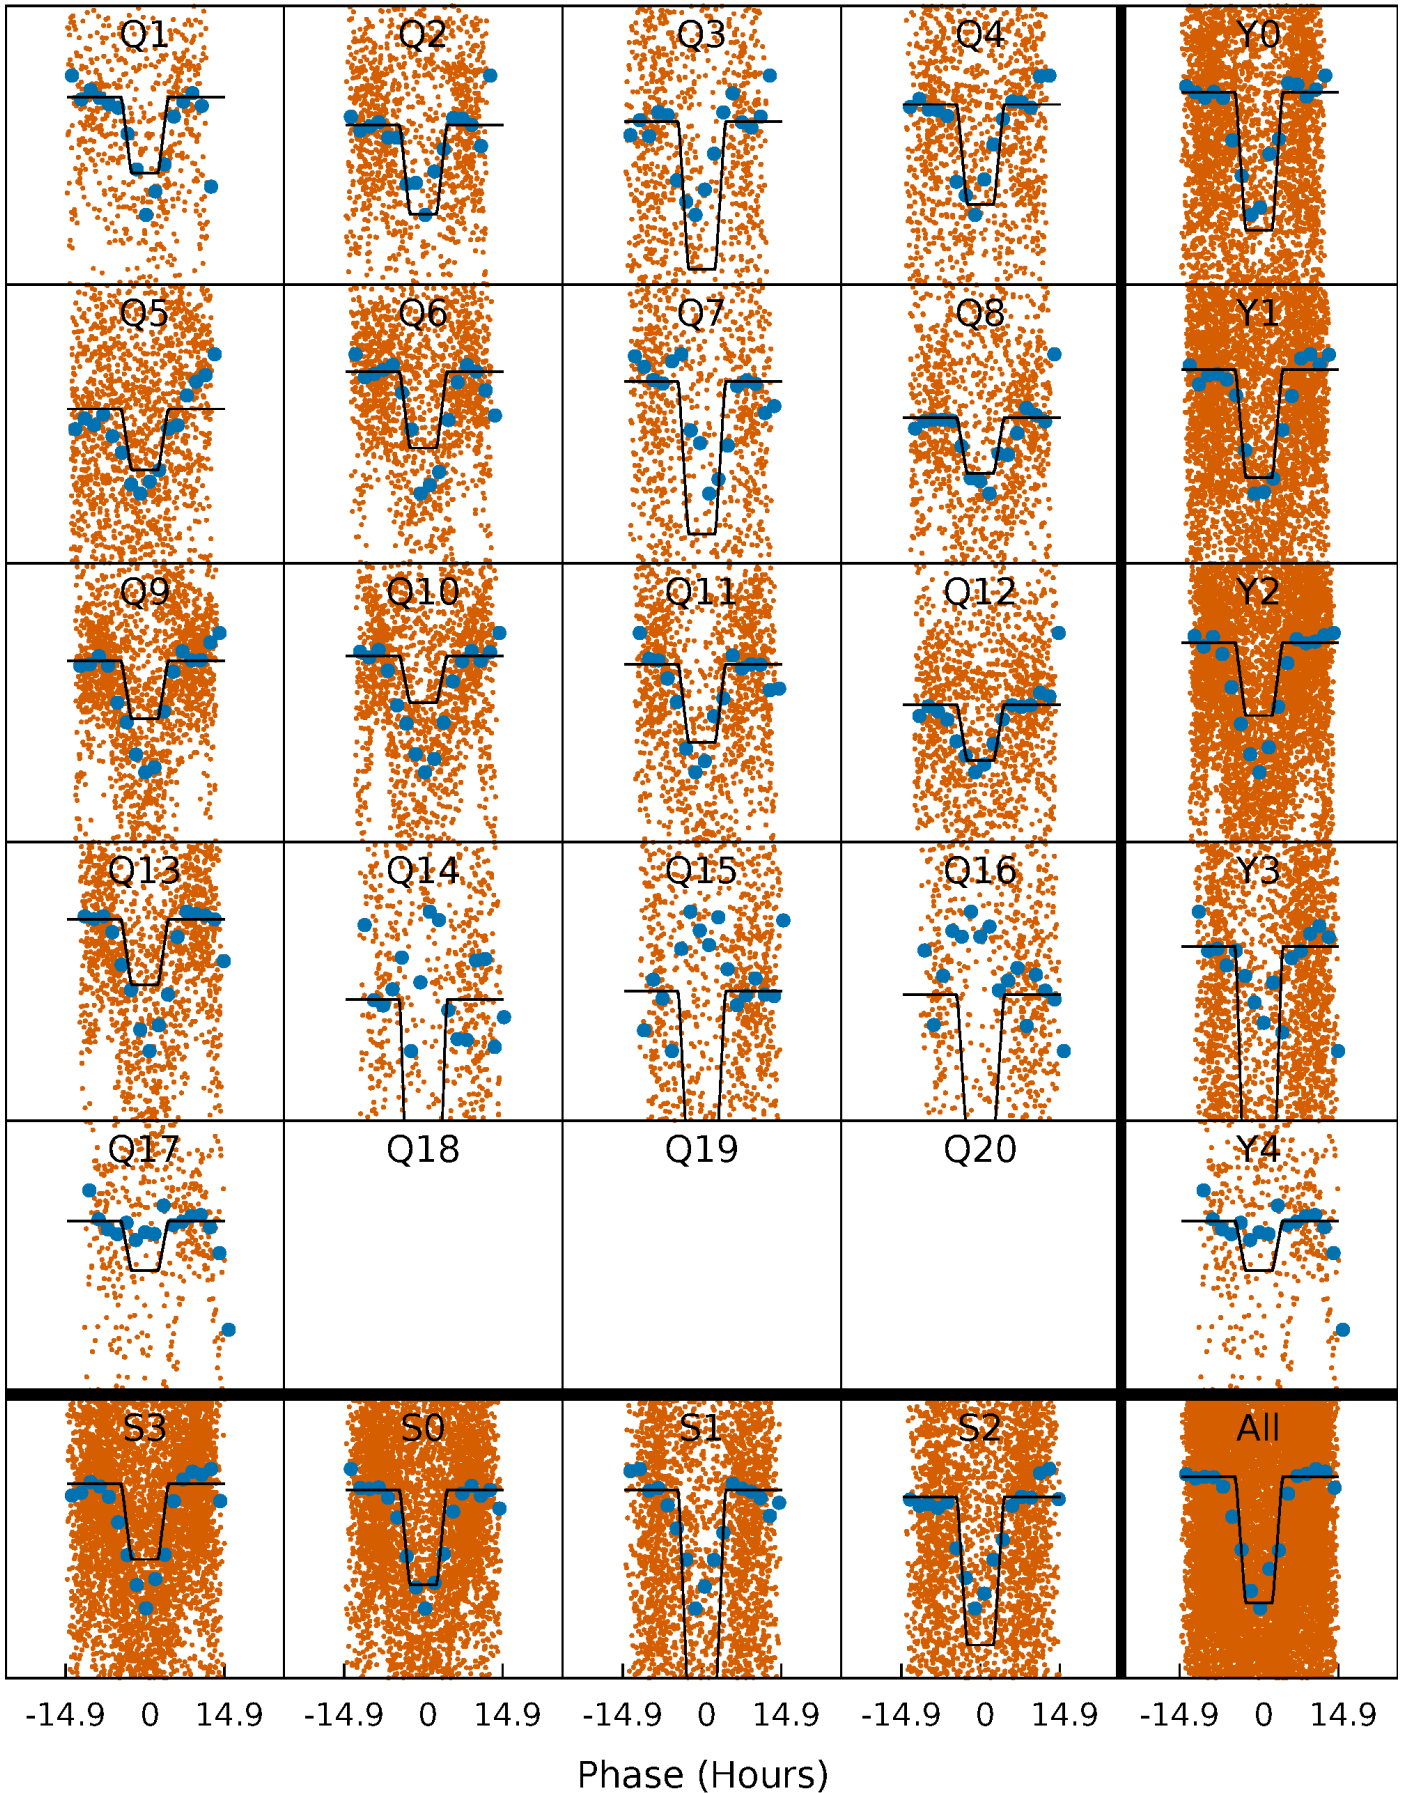 Q1 Q2 Q3 Q4 Y0
Q5 Q6 Q7 Q8 Y1
Q9 Q10 Q11 Q12 Y2
Q13 Q14 Q15 Q16 Y3
Q17 Q18 Q19 Q20 Y4
S3 S0 S1 S2 All
-14.9 0 14.9 -14.9 0 14.9 -14.9 0 14.9 -14.9 0 14.9 -14.9 0 14.9
Phase (Hours)